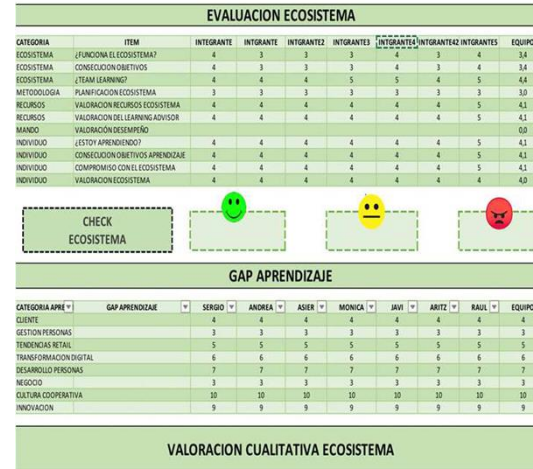 EVALUACION ECOSISTEMA
CATEGORIA ITEM INTEGRANTE INTGRANTE INTGRANTE2 INTGRANTE3 INTGRANTE4 INTGRANTE42 INTGRANTES EQUIPO
ECOSISTEMA ¿FUNCIONA EL ECOSISTEMA? 4 3 3 3 4 3 4 3,4
ECOSISTEMA CONSECUCION OBJETIVOS 4 3 3 3 4 3 4 3,4
ECOSISTEMA ¿TEAM LEARNING? 4 4 4 5 5 4 5 4,4
METODOLOGIA PLANIFICACION ECOSISTEMA 3 3 3 3 3 3 3 3,0
RECURSOS VALORACION RECURSOS ECOSISTEMA 4 4 4 4 4 4 5 4,1
RECURSOS VALORACION DEL LEARNING ADVISOR 4 4 4 4 4 4 5 4,1
MANDO VALORACIÓN DESEMPEÑO 0,0
INDIVIDUO ¿ESTOY APRENDIENDO? 4 4 4 4 4 4 5 4,1
INDIVIDUO CONSECUCION OBJETIVOS APRENDIZAJE 4 4 4 4 4 4 5 4,1
INDIVIDUO COMPROMISO CON EL ECOSISTEMA 4 4 4 4 4 4 5 4,1
INDIVIDUO VALORACION ECOSISTEMA 4 4 4 4 4 4 4 4,0
CHECK
ECOSISTEMA
GAP APRENDIZAJE
CATEGORIA APRE GAP APRENDIZAJE SERGIO ANDREA ASIER MONICA JAVI ARITZ RAUL EQUIPO
CLIENTE 4 4 4 4 4 4 4 4
GESTION PERSONAS 3 3 3 3 3 3 3 3
TENDENCIAS RETAIL 5 5 5 5 5 5 5 5
TRANSFORMACION DIGITAL 6 6 6 6 6 6 6 6
DESARROLLO PERSONAS 7 7 7 7 7 7 7 7
NEGOCIO 3 3 3 3 3 3 3 3
CULTURA COOPERATIVA 10 10 10 10 10 10 10 10
INNOVACION 9 9 9 9 9 9 9 9
VALORACION CUALITATIVA ECOSISTEMA